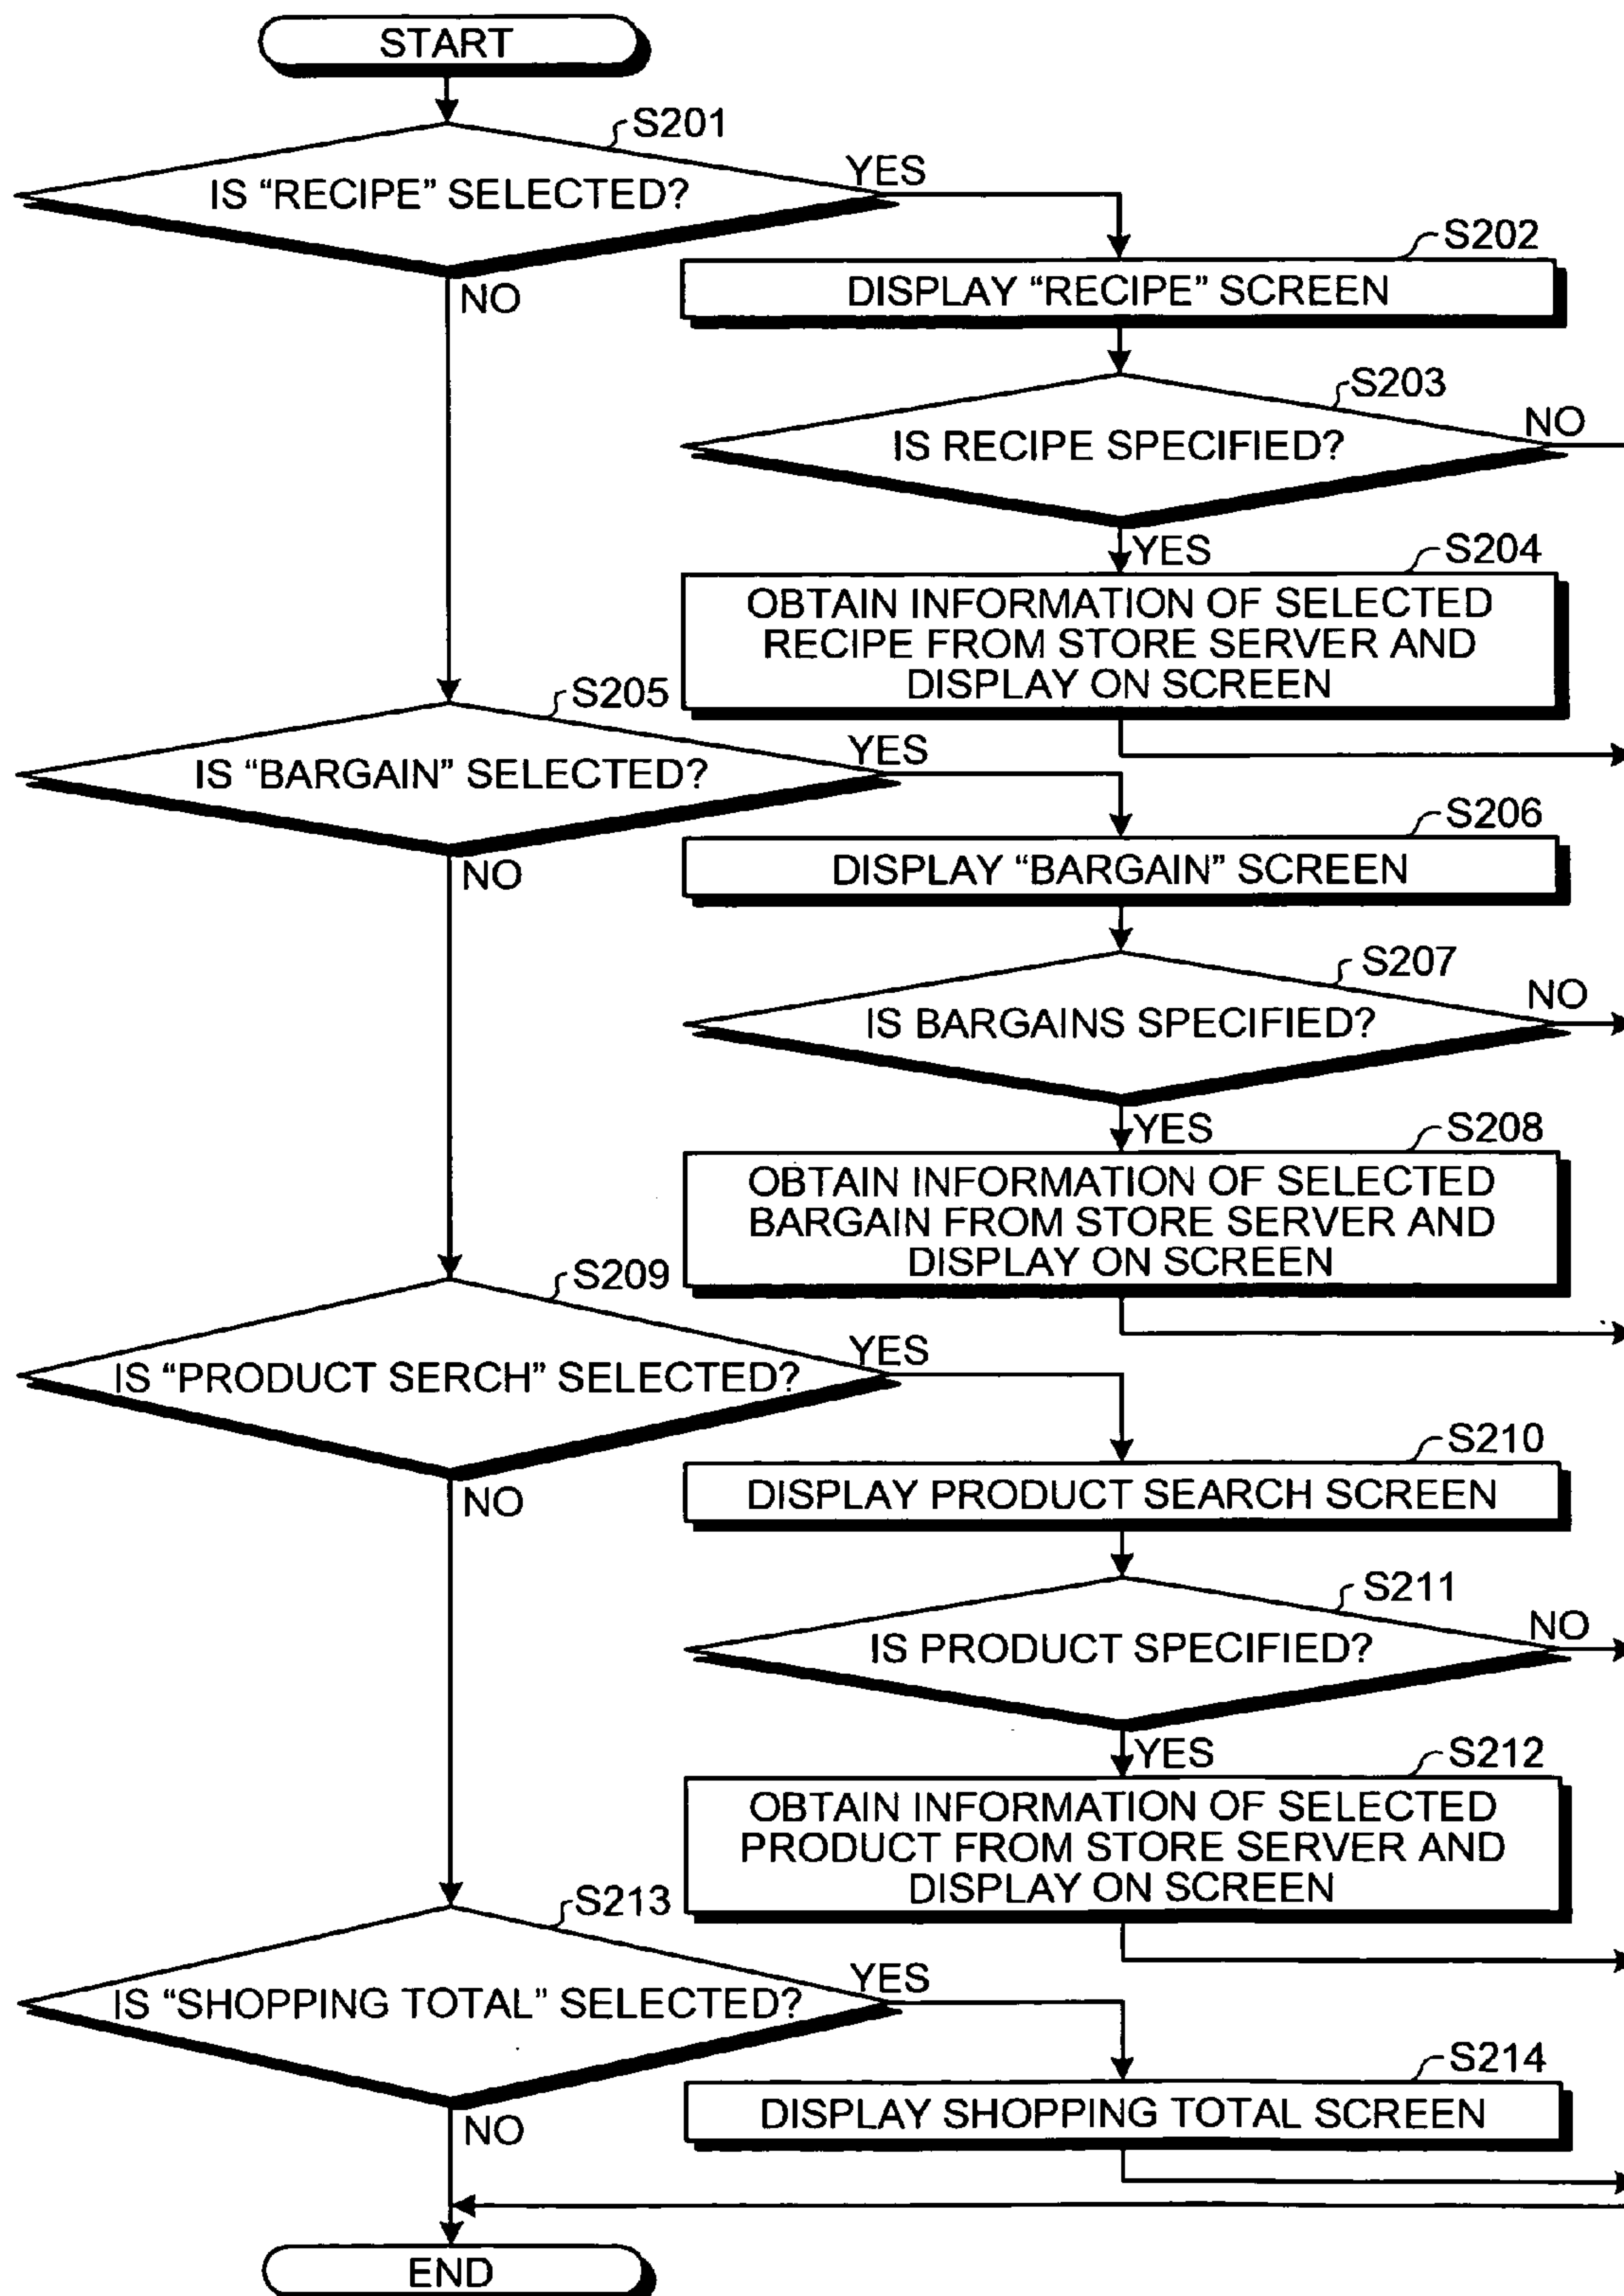 START
S201
IS “RECIPE” SELECTED?
YES
NO
S202
DISPLAY “RECIPE” SCREEN
S203
IS RECIPE SPECIFIED?
NO
YES
S204
OBTAIN INFORMATION OF SELECTED
RECIPE FROM STORE SERVER AND
DISPLAY ON SCREEN
S205
IS “BARGAIN” SELECTED?
YES
NO
S206
DISPLAY “BARGAIN” SCREEN
S207
IS BARGAINS SPECIFIED?
NO
YES
S208
OBTAIN INFORMATION OF SELECTED
BARGAIN FROM STORE SERVER AND
DISPLAY ON SCREEN
S209
IS “PRODUCT SERCH” SELECTED?
YES
NO
S210
DISPLAY PRODUCT SEARCH SCREEN
S211
IS PRODUCT SPECIFIED?
NO
YES
S212
OBTAIN INFORMATION OF SELECTED
PRODUCT FROM STORE SERVER AND
DISPLAY ON SCREEN
S213
IS “SHOPPING TOTAL” SELECTED?
YES
NO
S214
DISPLAY SHOPPING TOTAL SCREEN
END